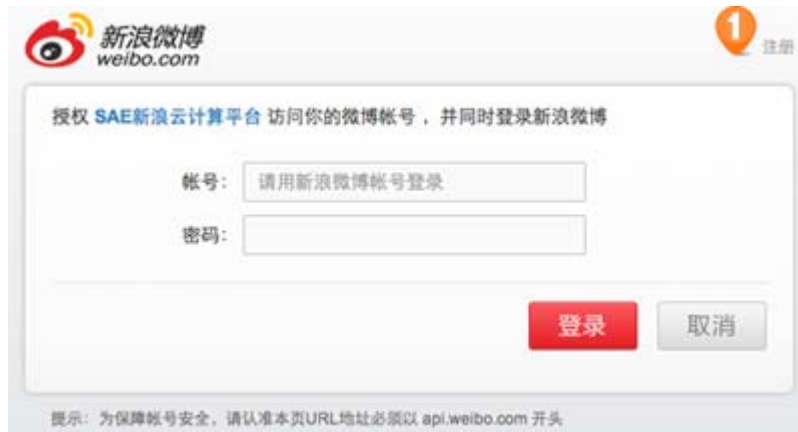 新浪微博
weibo.com
1
注册
授权 SAE新浪云计算平台 访问你的微博帐号，并同时登录新浪微博
帐号：
请用新浪微博帐号登录
密码：
登录
取消
提示：为保障帐号安全，请认准本页URL地址必须以 api.weibo.com 开头